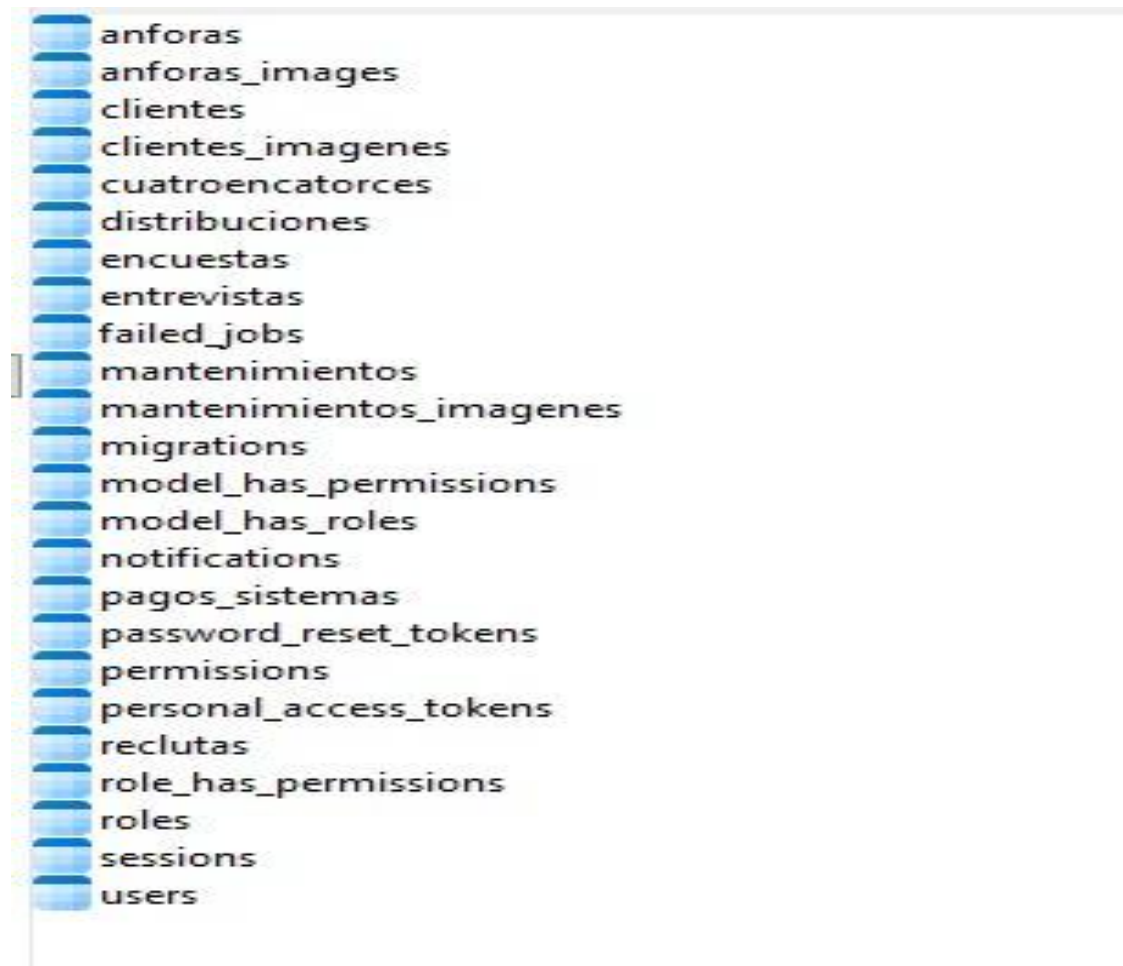 anforas
anforas_images
clientes
clientes_imagenes
cuatroencatorces
distribuciones
encuestas
entrevistas
failed_jobs
mantenimientos
mantenimientos_imagenes
migrations
model_has_permissions
model_has_roles
notifications
pagos_sistemas
password_reset_tokens
permissions
personal_access_tokens
reclutas
role_has_permissions
roles
sessions
users